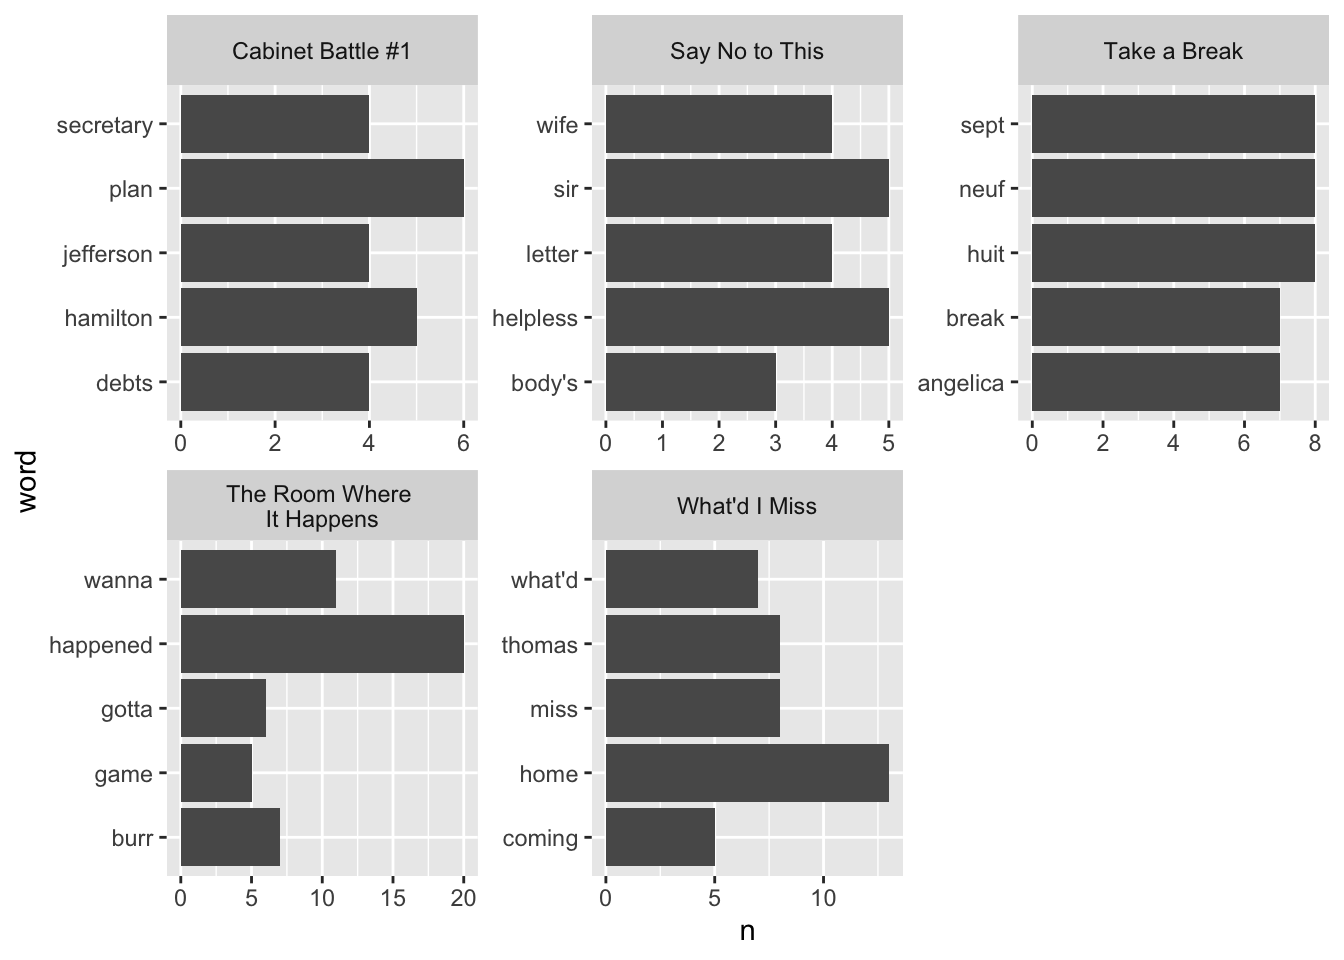 Cabinet Battle #1
secretary
plan
jefferson
hamilton
debts
0 2 4 6
Say No to This
wife
sir
letter
helpless
body's
0 1 2 3 4 5
Take a Break
sept
neuf
huit
break
angelica
0 2 4 6 8
The Room Where
It Happens
wanna
happened
gotta
game
burr
0 5 10 15 20
What'd I Miss
what'd
thomas
miss
home
coming
0 5 10
word
n